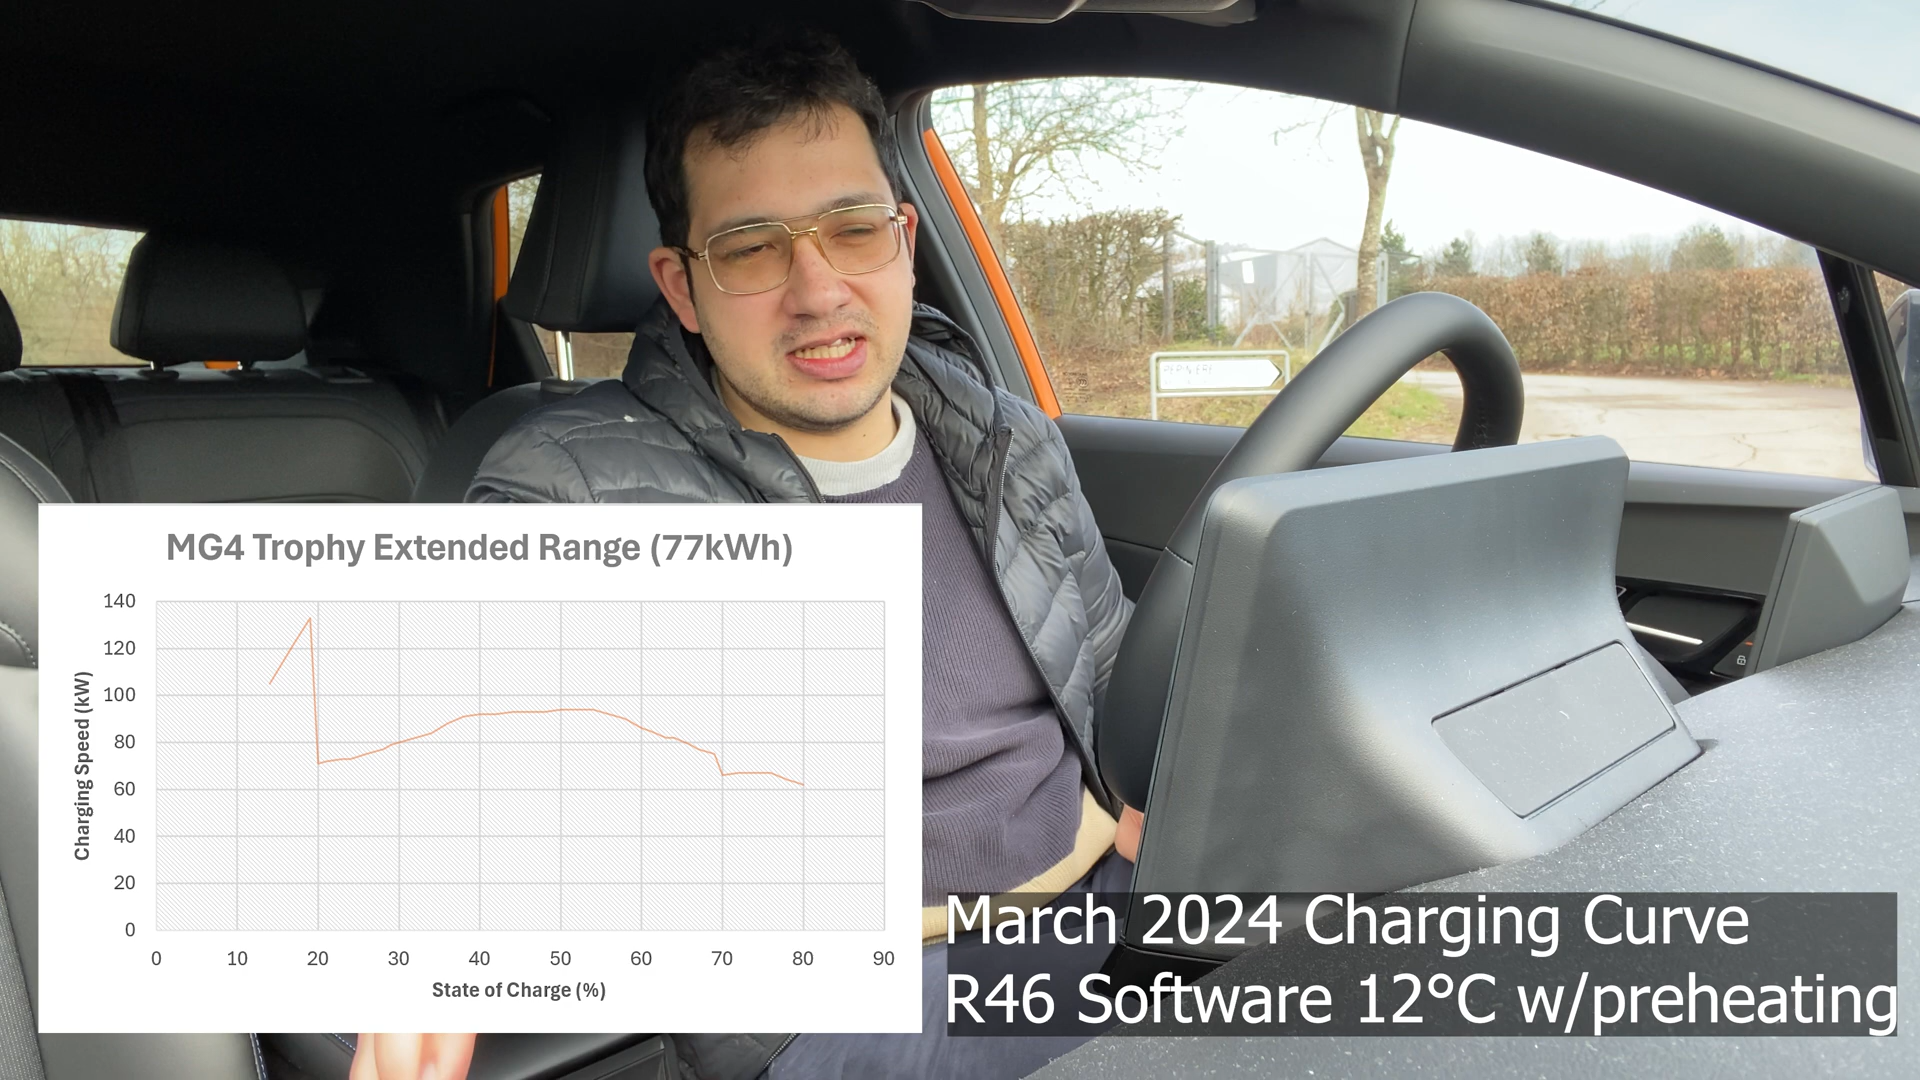 PEPINIERE
MG4 Trophy Extended Range (77kWh)
140
120
100
80
60
40
20
0
Charging Speed (kW)
0 10 20 30 40 50 60 70 80 90
State of Charge (%)
March 2024 Charging Curve
R46 Software 12°C w/preheating